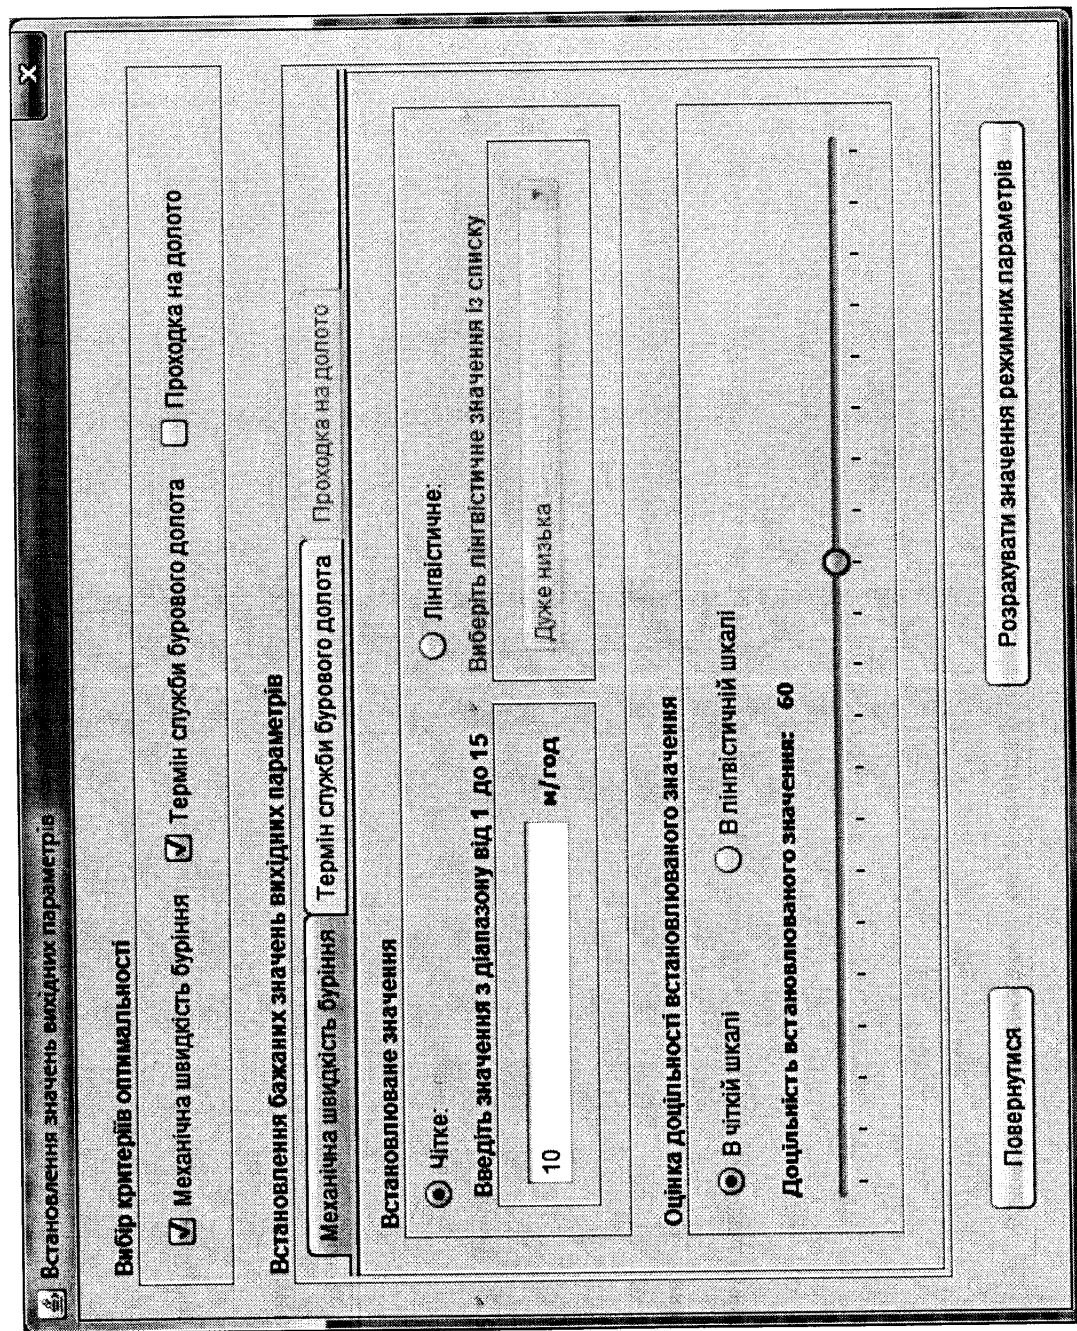 Встановлення значень вихідних параметрів
Вибір критеріїв оптимальності
Механічна швидкість буріння
Термін служби бурового долота
Проходка на долото
Встановлення бажаних значень вихідних параметрів
Механічна швидкість буріння
Термін служби бурового долота
Проходка на долото
Встановлюване значення
Чітке:
Лінгвістичне:
Введіть значення з діапазону від 1 до 15
Виберіть лінгвістичне значення із списку
10
м/год
Дуже низька
Оцінка доцільності встановлюваного значення
В чіткій шкалі
В лінгвістичній шкалі
Доцільність встановлюваного значення: 60
Повернутися
Розрахувати значення режимних параметрів